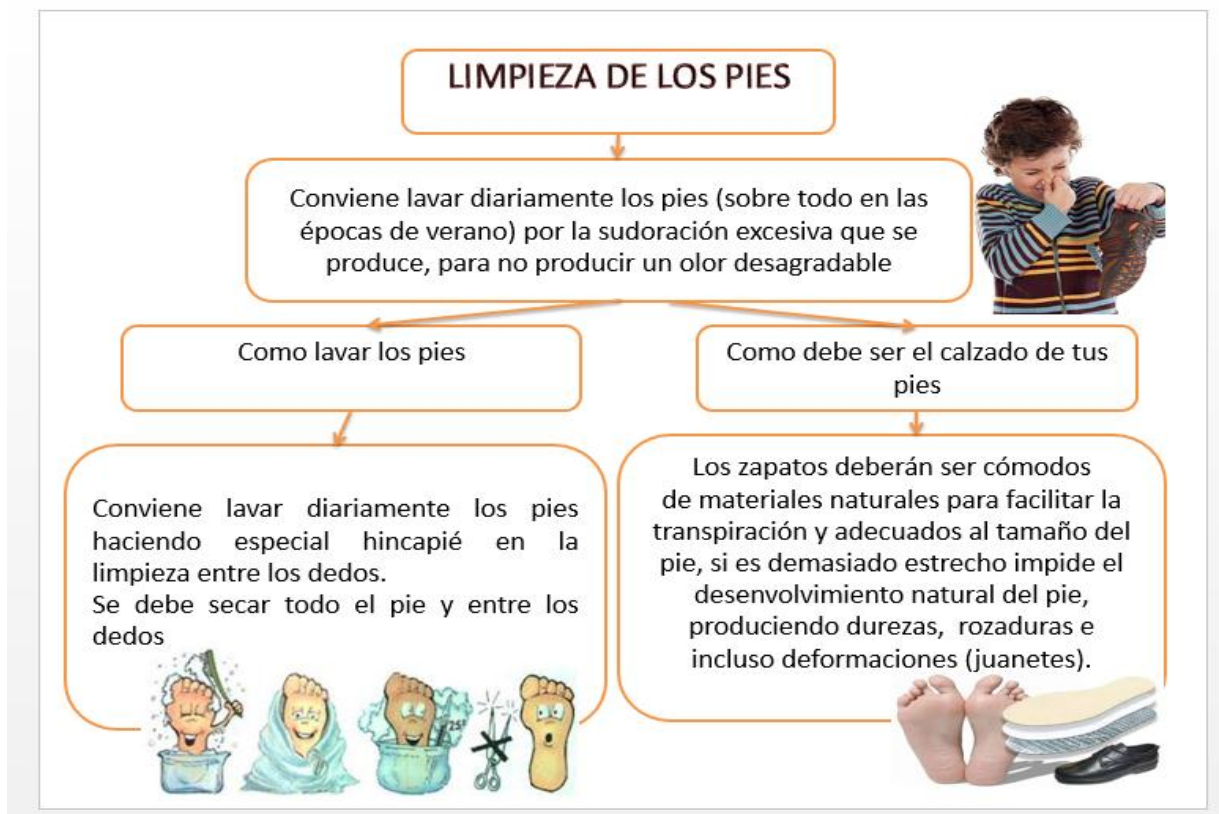 LIMPIEZA DE LOS PIES
Conviene lavar diariamente los pies (sobre todo en las
épocas de verano) por la sudoración excesiva que se
produce, para no producir un olor desagradable
Como lavar los pies
Conviene lavar diariamente los pies
haciendo especial hincapié en la
limpieza entre los dedos.
Se debe secar todo el pie y entre los
dedos
Como debe ser el calzado de tus
pies
Los zapatos deberán ser cómodos
de materiales naturales para facilitar la
transpiración y adecuados al tamaño del
pie, si es demasiado estrecho impide el
desenvolvimiento natural del pie,
produciendo durezas, rozaduras e
incluso deformaciones (juanetes).